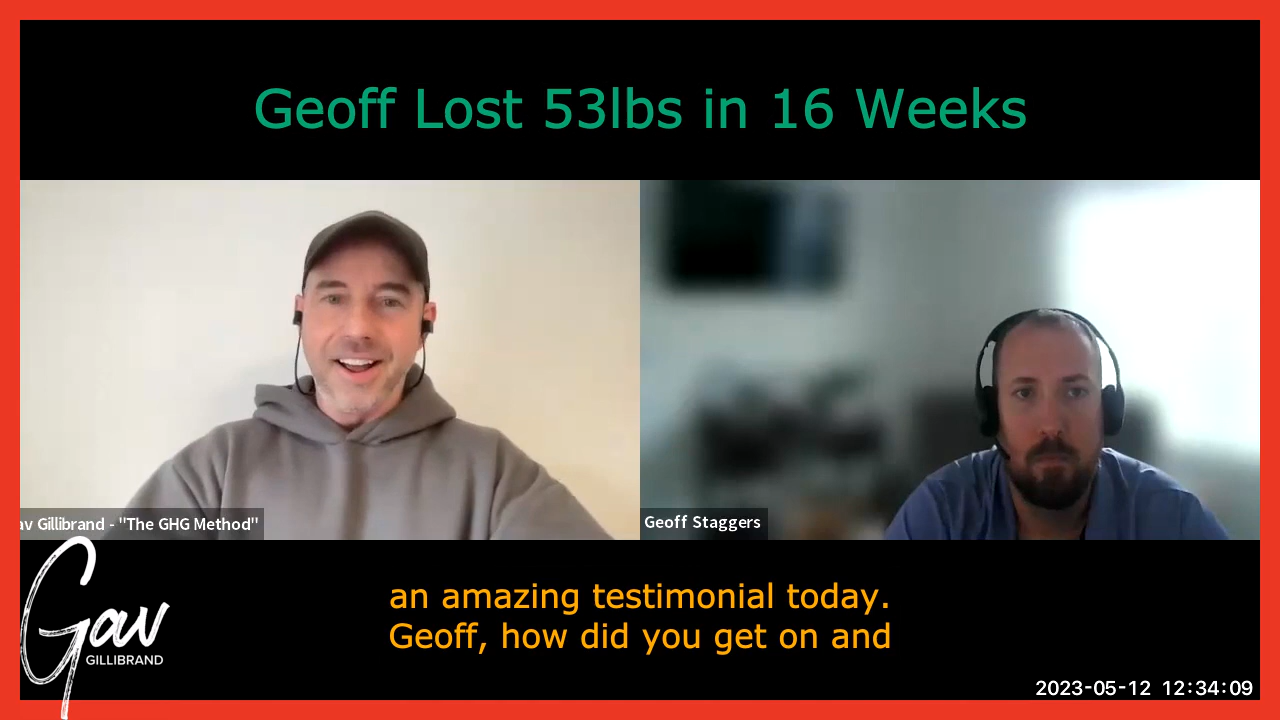 Geoff Lost 53lbs in 16 Weeks
av Gillibrand - "The GHG Method"
Geoff Staggers
an amazing testimonial today.
Geoff, how did you get on and
Gav
GILLIBRAND
2023-05-12 12:34:09